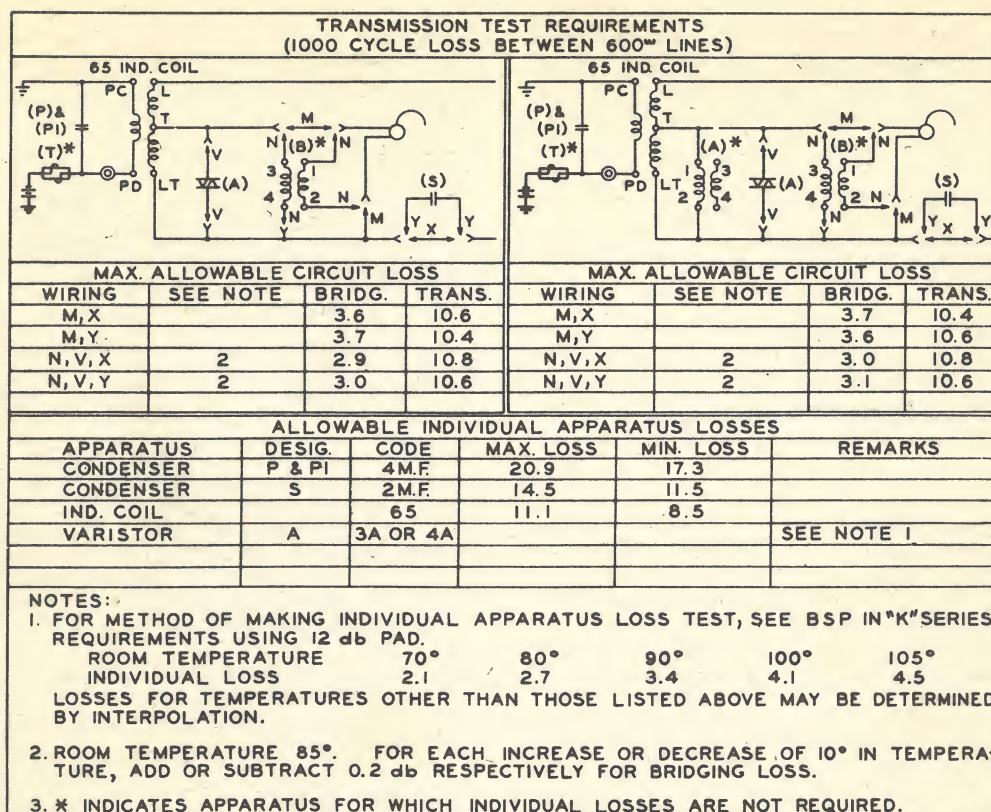 TRANSMISSION TEST REQUIREMENTS
(1000 CYCLE LOSS BETWEEN 600ʷ LINES)
65 IND. COIL
PC
L
T
(P)&
(PI)
(T)*
PD
LT
V
(A)
V
M
N
(B)*
N
3
1
4
2
N
N
M
(S)
Y
X
Y
65 IND. COIL
PC
L
T
(P)&
(PI)
(T)*
PD
LT
(A)*
1
3
2
4
V
(A)
V
M
N
(B)*
N
3
1
4
2
N
N
M
(S)
Y
X
Y
MAX. ALLOWABLE CIRCUIT LOSS
WIRING SEE NOTE BRIDG. TRANS.
M, X 3.6 10.6
M, Y 3.7 10.4
N, V, X 2 2.9 10.8
N, V, Y 2 3.0 10.6
MAX. ALLOWABLE CIRCUIT LOSS
WIRING SEE NOTE BRIDG. TRANS.
M, X 3.7 10.4
M, Y 3.6 10.6
N, V, X 2 3.0 10.8
N, V, Y 2 3.1 10.6
ALLOWABLE INDIVIDUAL APPARATUS LOSSES
APPARATUS DESIG. CODE MAX. LOSS MIN. LOSS REMARKS
CONDENSER P & PI 4M.F. 20.9 17.3
CONDENSER S 2M.F. 14.5 11.5
IND. COIL 65 11.1 8.5
VARISTOR A 3A OR 4A SEE NOTE 1
NOTES:
1. FOR METHOD OF MAKING INDIVIDUAL APPARATUS LOSS TEST, SEE BSP IN "K" SERIES
REQUIREMENTS USING 12 db PAD.
ROOM TEMPERATURE 70° 80° 90° 100° 105°
INDIVIDUAL LOSS 2.1 2.7 3.4 4.1 4.5
LOSSES FOR TEMPERATURES OTHER THAN THOSE LISTED ABOVE MAY BE DETERMINED
BY INTERPOLATION.
2. ROOM TEMPERATURE 85°. FOR EACH INCREASE OR DECREASE OF 10° IN TEMPERA-
TURE, ADD OR SUBTRACT 0.2 db RESPECTIVELY FOR BRIDGING LOSS.
3. * INDICATES APPARATUS FOR WHICH INDIVIDUAL LOSSES ARE NOT REQUIRED.